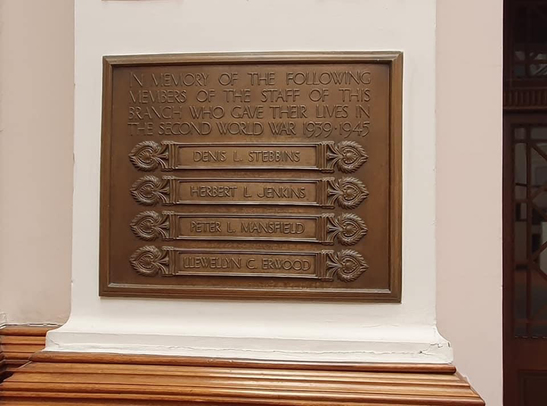 IN MEMORY OF THE FOLLOWING
MEMBERS OF THE STAFF OF THIS
BRANCH, WHO GAVE THEIR LIVES IN
THE SECOND WORLD WAR 1939-1945
DENIS L. STEBBINS
HERBERT L. JENKINS
PETER L. MANSFIELD
LLEWELLYN C. ERWOOD